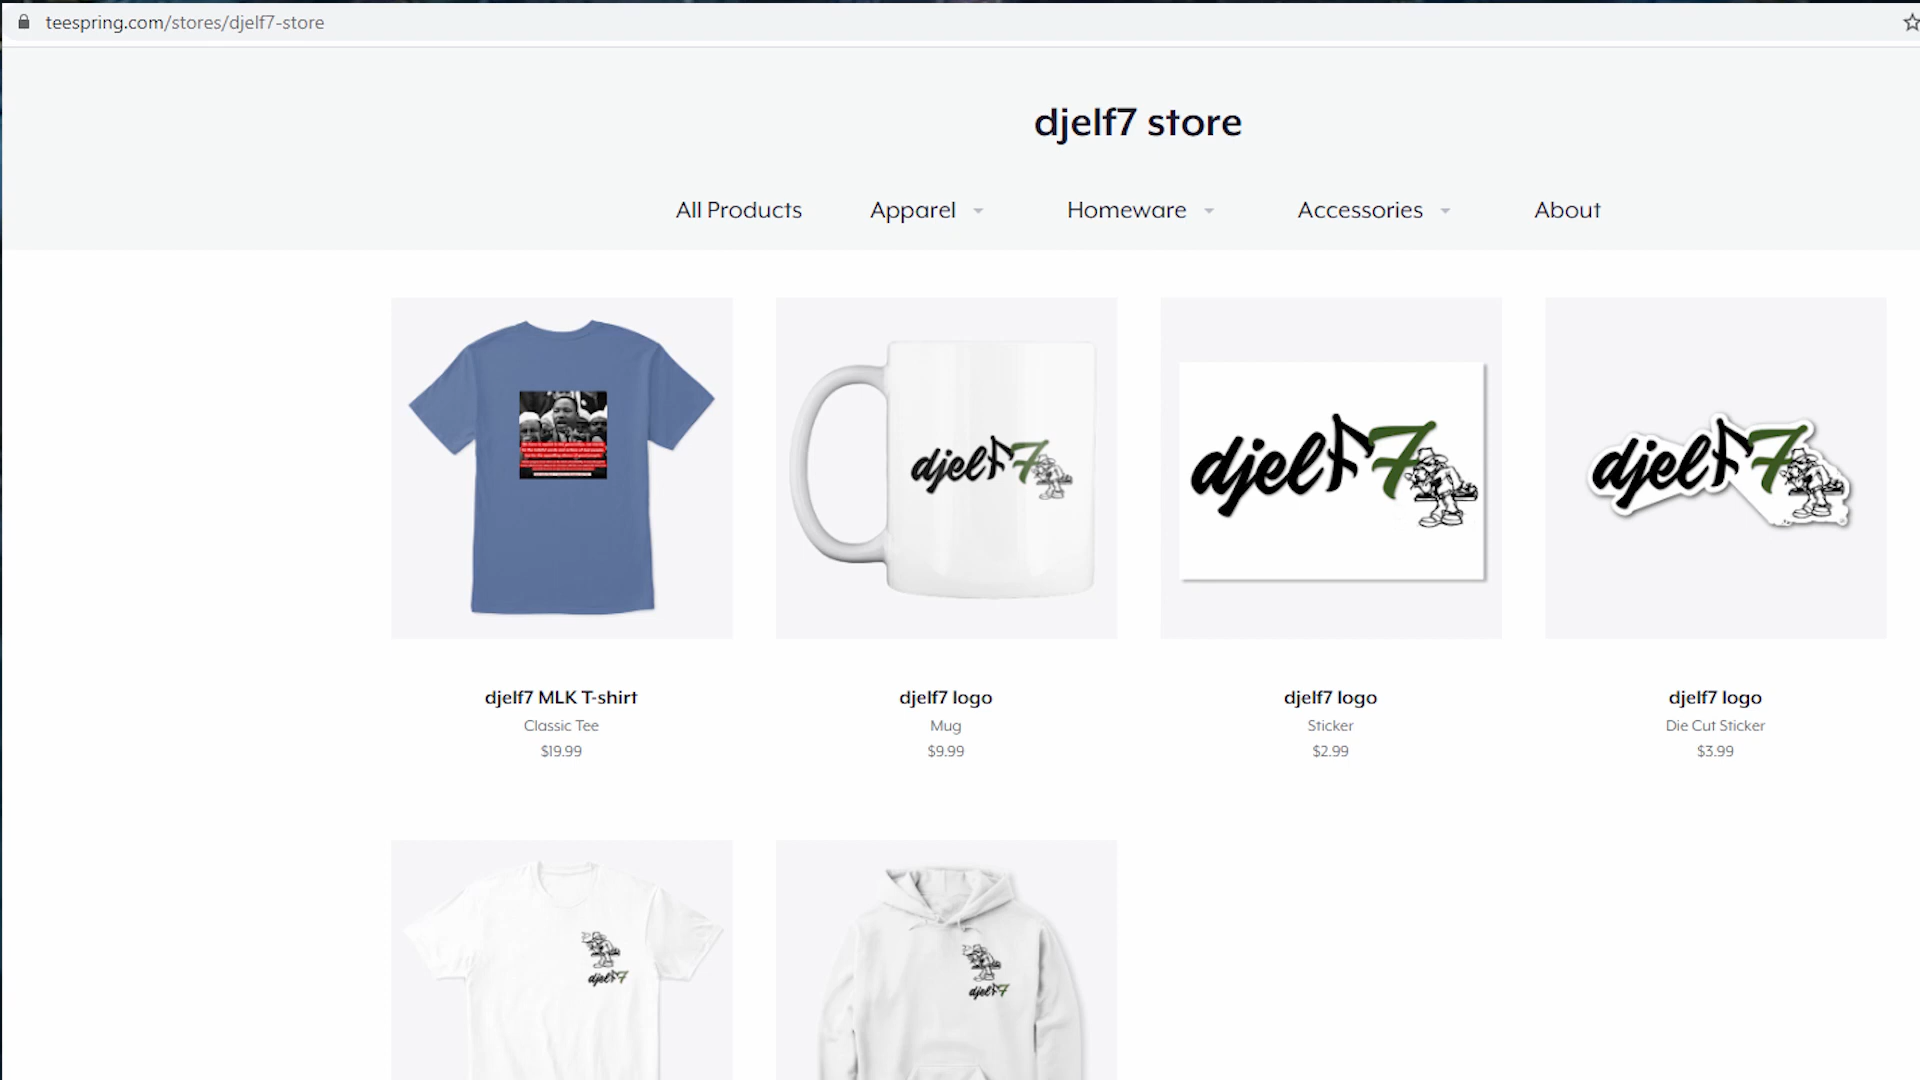 teespring.com/stores/djelf7-store
djelf7 store
All Products Apparel Homeware Accessories About
djelf7
djelf7
djelf7
djelf7 MLK T-shirt
Classic Tee
$19.99
djelf7 logo
Mug
$9.99
djelf7 logo
Sticker
$2.99
djelf7 logo
Die Cut Sticker
$3.99
djelf7
djelf7